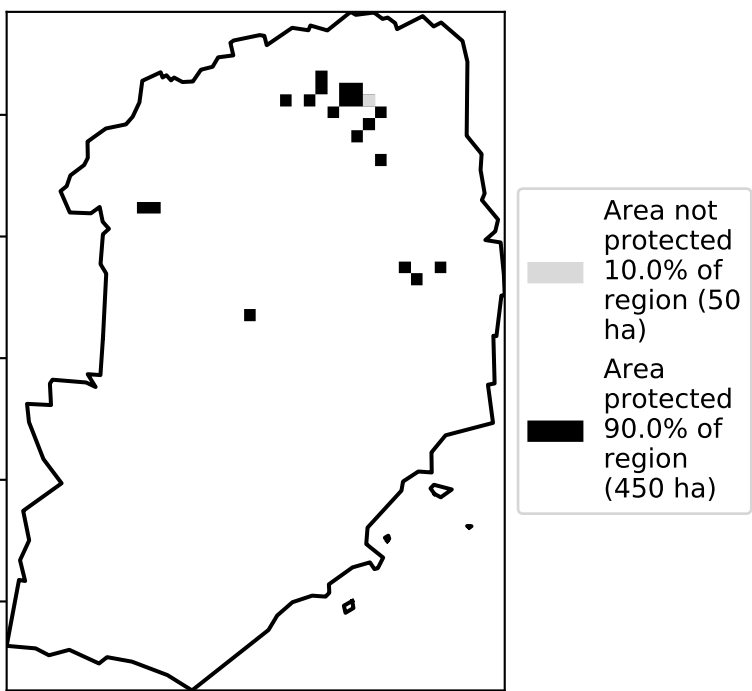 Area not
protected
10.0% of
region (50
ha)
Area
protected
90.0% of
region
(450 ha)